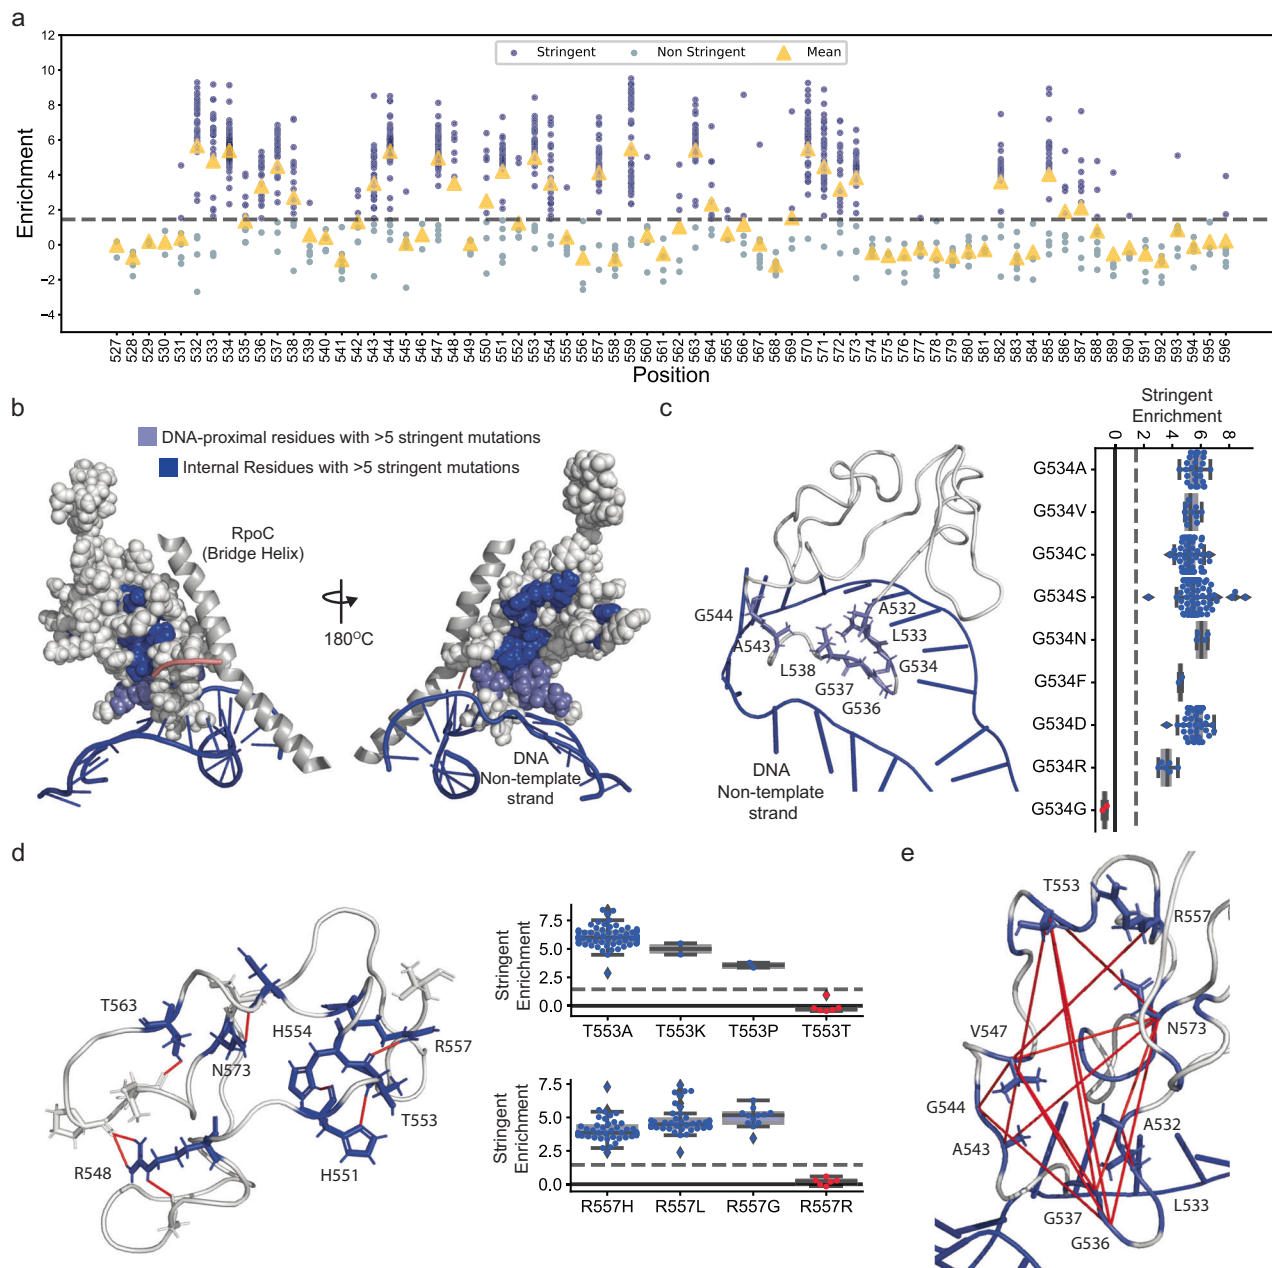 a
Stringent
Non Stringent
Mean
Enrichment
12
10
8
6
4
2
0
−2
−4
527 528 529 530 531 532 533 534 535 536 537 538 539 540 541 542 543 544 545 546 547 548 549 550 551 552 553 554 555 556 557 558 559 560 561 562 563 564 565 566 567 568 569 570 571 572 573 574 575 576 577 578 579 580 581 582 583 584 585 586 587 588 589 590 591 592 593 594 595 596
Position
b
DNA-proximal residues with >5 stringent mutations
Internal Residues with >5 stringent mutations
RpoC
(Bridge Helix)
180°C
DNA
Non-template
strand
c
G544
A543
L538
G537
G536
G534
L533
A532
DNA
Non-template
strand
Stringent
Enrichment
0 2 4 6 8
G534A
G534V
G534C
G534S
G534N
G534F
G534D
G534R
G534G
d
T563
N573
H554
R557
T553
H551
R548
Stringent
Enrichment
7.5
5.0
2.5
0.0
T553A T553K T553P T553T
Stringent
Enrichment
7.5
5.0
2.5
0.0
R557H R557L R557G R557R
e
T553
R557
V547
N573
G544
A543
A532
L533
G537
G536